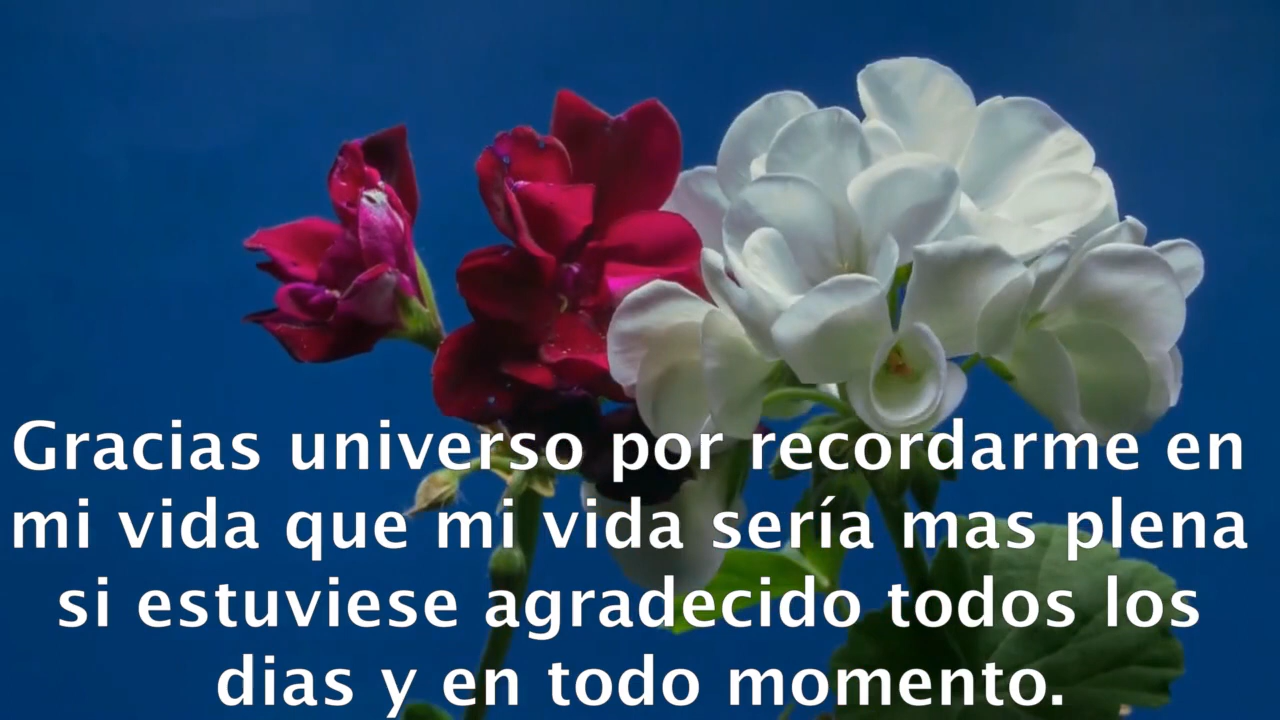 Gracias universo por recordarme en
mi vida que mi vida sería mas plena
si estuviese agradecido todos los
dias y en todo momento.